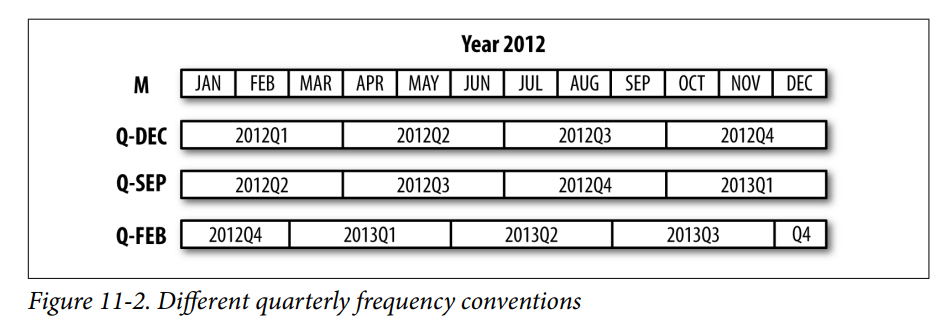 Year 2012
M JAN FEB MAR APR MAY JUN JUL AUG SEP OCT NOV DEC
Q-DEC 2012Q1 2012Q2 2012Q3 2012Q4
Q-SEP 2012Q2 2012Q3 2012Q4 2013Q1
Q-FEB 2012Q4 2013Q1 2013Q2 2013Q3 Q4
Figure 11-2. Different quarterly frequency conventions